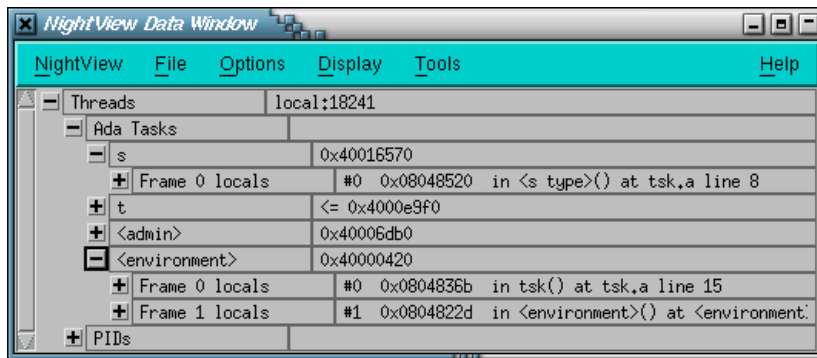 NightView Data Window
NightView File Options Display Tools Help
Threads local:18241
Ada Tasks
s 0x40016570
Frame 0 locals #0 0x08048520 in <s type>() at tsk.a line 8
t <= 0x4000e9f0
<admin> 0x40006db0
<environment> 0x40000420
Frame 0 locals #0 0x0804836b in tsk() at tsk.a line 15
Frame 1 locals #1 0x0804822d in <environment>() at <environment
PIDs